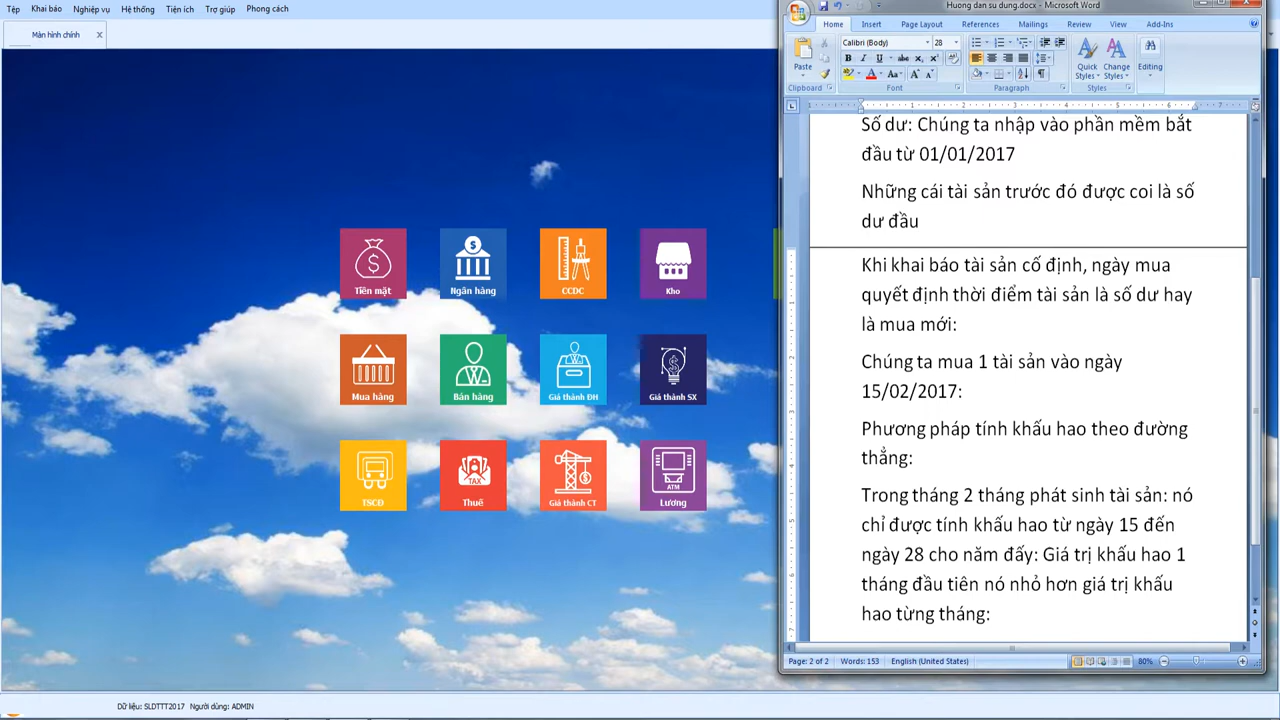 Tệp Khai báo Nghiệp vụ Hệ thống Tiện ích Trợ giúp Phong cách
Màn hình chính x
Tiền mặt
Ngân hàng
CCDC
Kho
Mua hàng
Bán hàng
Giá thành ĐH
Giá thành SX
TSCĐ
TAX
Thuế
Giá thành CT
ATM
Lương
Dữ liệu: SLDTTT2017 Người dùng: ADMIN
Huong dan su dung.docx - Microsoft Word
Home Insert Page Layout References Mailings Review View Add-Ins
Paste
Clipboard
Calibri (Body) 28
Font
Paragraph
Quick Styles
Change Styles
Styles
Editing
Số dư: Chúng ta nhập vào phần mềm bắt
đầu từ 01/01/2017
Những cái tài sản trước đó được coi là số
dư đầu
Khi khai báo tài sản cố định, ngày mua
quyết định thời điểm tài sản là số dư hay
là mua mới:
Chúng ta mua 1 tài sản vào ngày
15/02/2017:
Phương pháp tính khấu hao theo đường
thẳng:
Trong tháng 2 tháng phát sinh tài sản: nó
chỉ được tính khấu hao từ ngày 15 đến
ngày 28 cho năm đấy: Giá trị khấu hao 1
tháng đầu tiên nó nhỏ hơn giá trị khấu
hao từng tháng:
Page: 2 of 2 Words: 153 English (United States) 80%